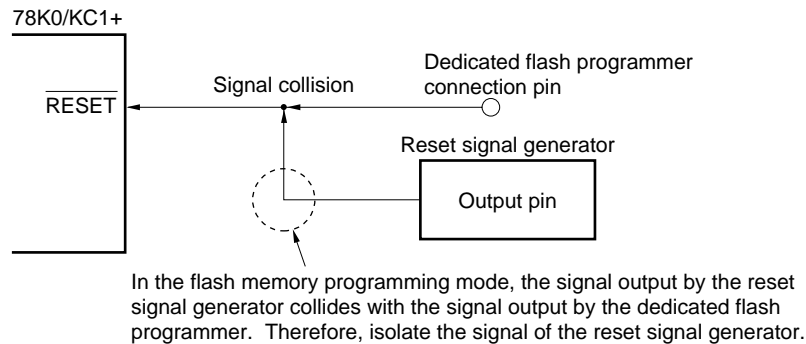 78K0/KC1+
Dedicated flash programmer
connection pin
Signal collision
RESET
Reset signal generator
Output pin
In the flash memory programming mode, the signal output by the reset
signal generator collides with the signal output by the dedicated flash
programmer. Therefore, isolate the signal of the reset signal generator.